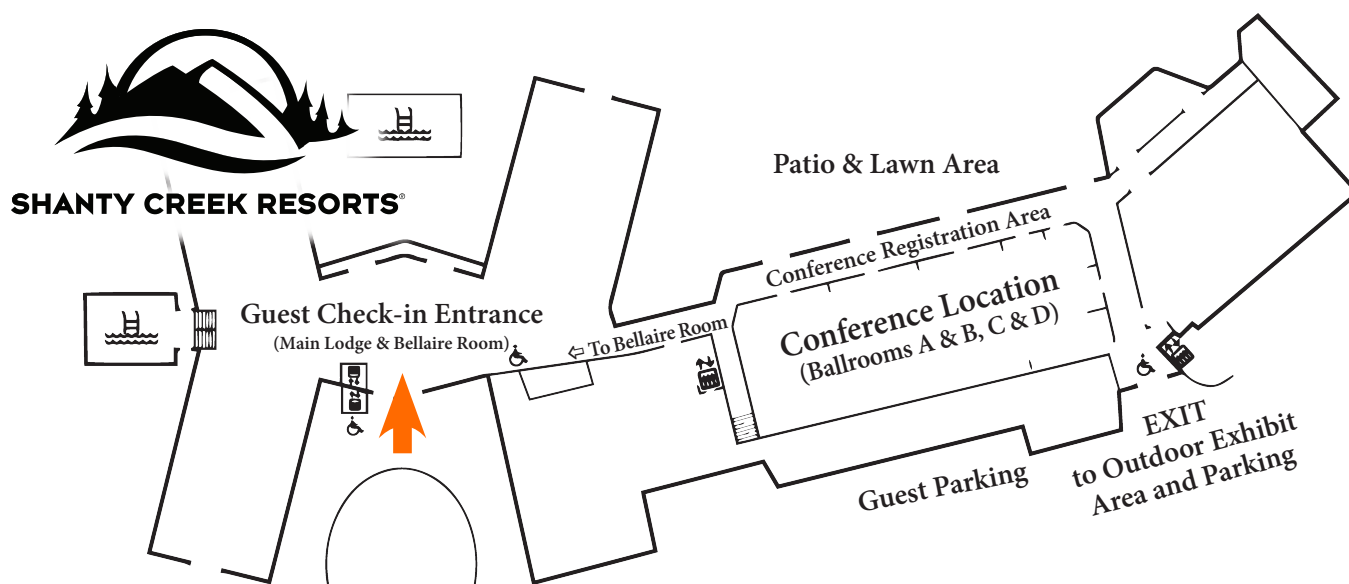 SHANTY CREEK RESORTS®
Patio & Lawn Area
Conference Registration Area
Guest Check-in Entrance
(Main Lodge & Bellaire Room)
⇐ To Bellaire Room
Conference Location
(Ballrooms A & B, C & D)
Guest Parking
EXIT
to Outdoor Exhibit
Area and Parking